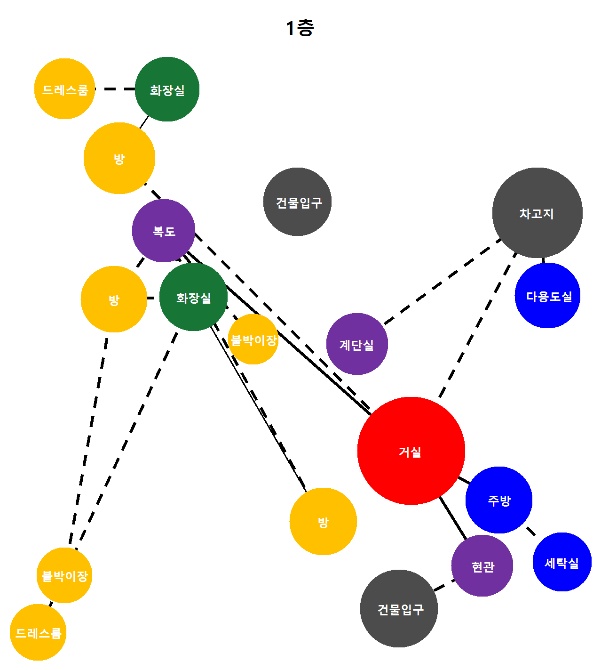 1층
드레스룸
화장실
방
건물입구
차고지
복도
방
화장실
다용도실
붙박이장
계단실
거실
주방
방
세탁실
현관
붙박이장
건물입구
드레스룸